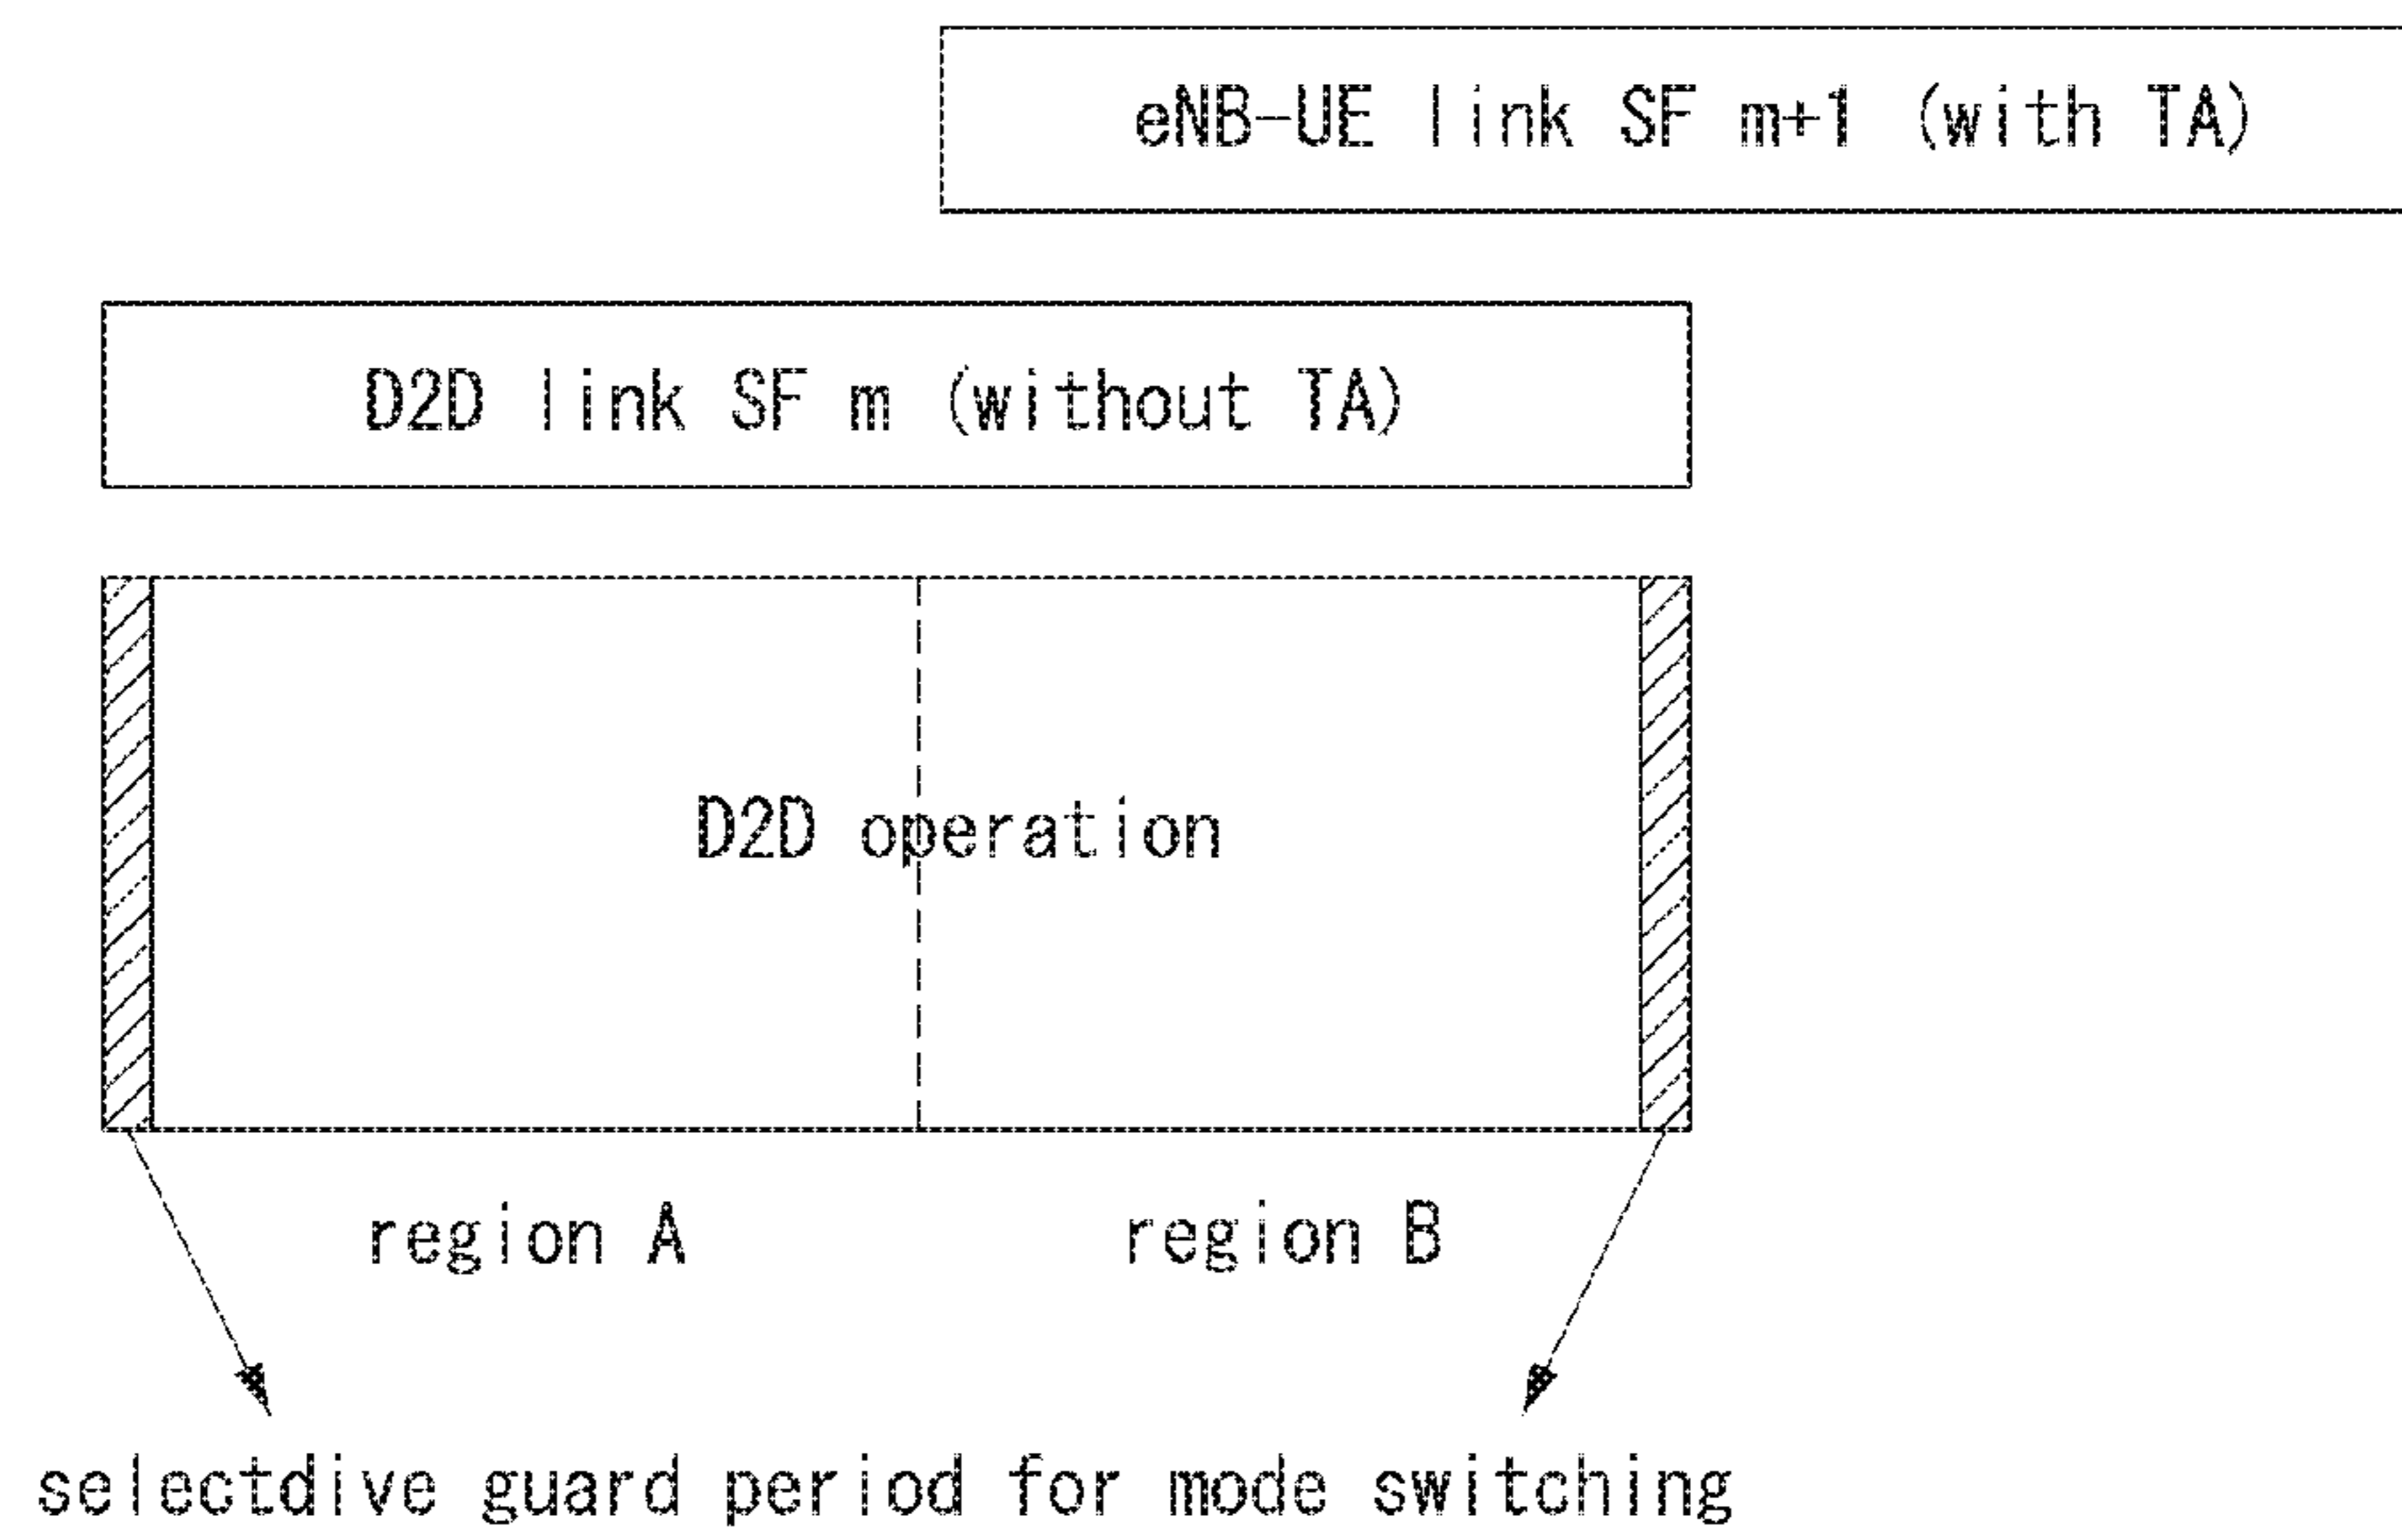 eNB-UE link SF m+1 (with TA)
D2D link SF m (without TA)
D2D operation
region A
region B
selectdive guard period for mode switching